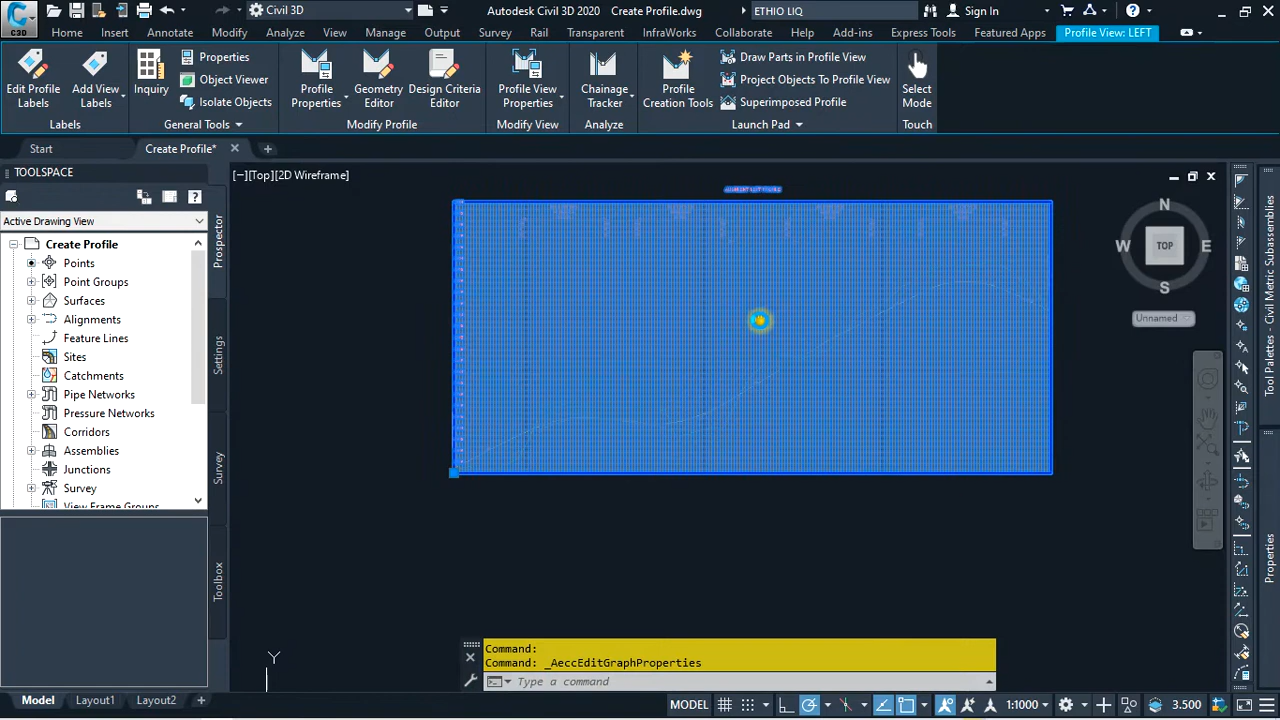 C3D
Civil 3D
Autodesk Civil 3D 2020 Create Profile.dwg
ETHIO LIQ
Sign In
Home Insert Annotate Modify Analyze View Manage Output Survey Rail Transparent InfraWorks Collaborate Help Add-ins Express Tools Featured Apps Profile View: LEFT
Edit Profile Labels
Add View Labels
Labels
Inquiry
Properties
Object Viewer
Isolate Objects
General Tools
Profile Properties
Geometry Editor
Design Criteria Editor
Modify Profile
Profile View Properties
Modify View
Chainage Tracker
Analyze
Profile Creation Tools
Draw Parts in Profile View
Project Objects To Profile View
Superimposed Profile
Launch Pad
Select Mode
Touch
Start
Create Profile*
TOOLSPACE
Active Drawing View
Create Profile
Points
Point Groups
Surfaces
Alignments
Feature Lines
Sites
Catchments
Pipe Networks
Pressure Networks
Corridors
Assemblies
Junctions
Survey
View Frame Groups
Prospector
Settings
Survey
Toolbox
[−][Top][2D Wireframe]
N
W TOP E
S
Unnamed
Tool Palettes - Civil Metric Subassemblies
Properties
Y
Command:
Command: _AeccEditGraphProperties
Type a command
Model Layout1 Layout2
MODEL
1:1000
3.500